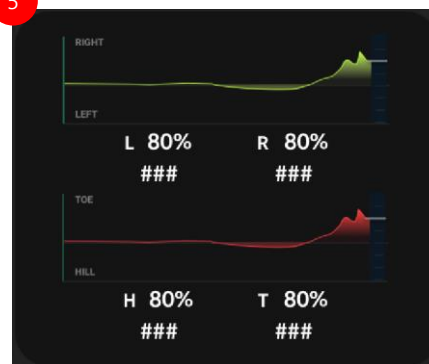 5
RIGHT
LEFT
L 80% R 80%
### ###
TOE
HILL
H 80% T 80%
### ###